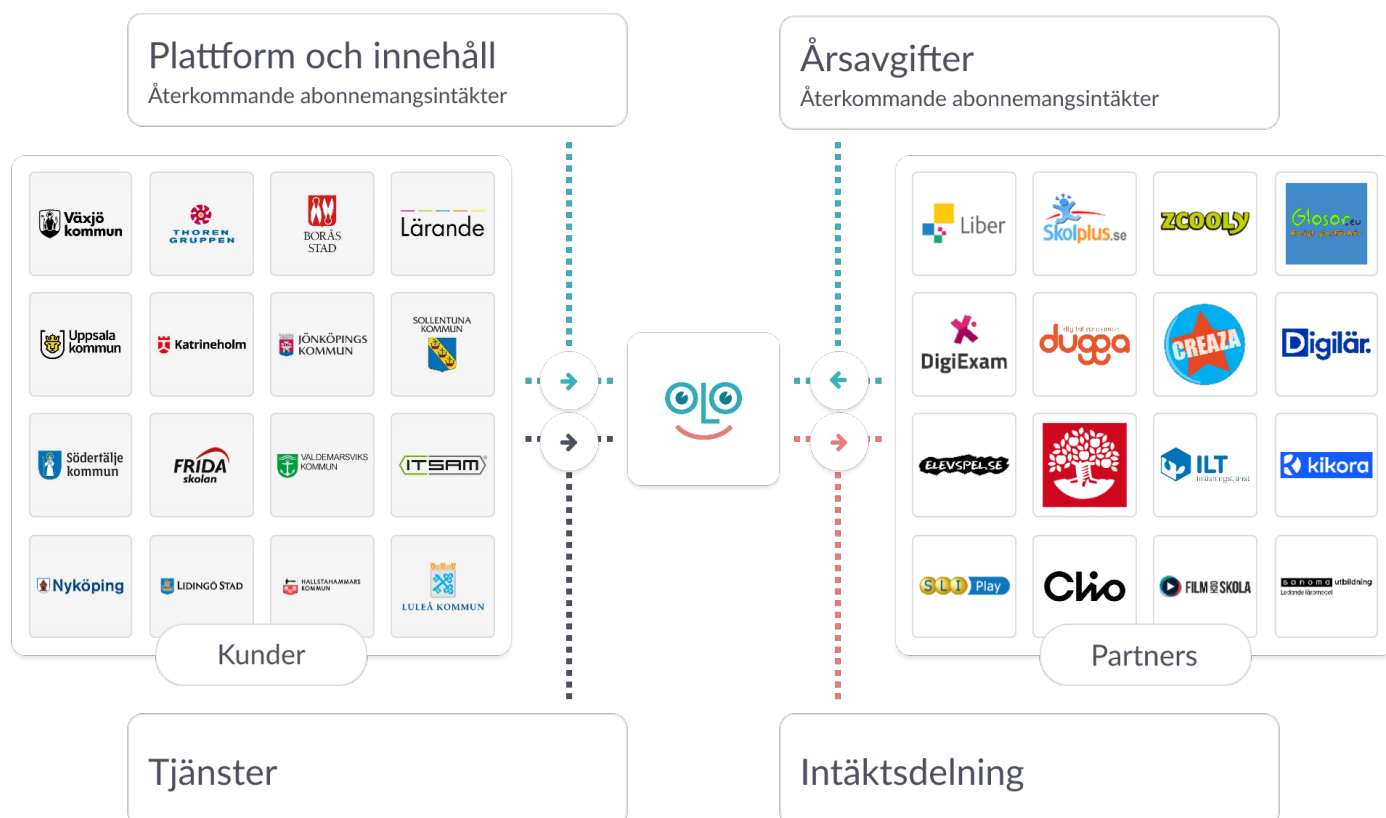 Plattform och innehåll
Återkommande abonnemangsintäkter
Årsavgifter
Återkommande abonnemangsintäkter
Växjö
kommun
THOREN
GRUPPEN
BORÅS
STAD
Lärande
Uppsala
kommun
Katrineholm
JÖNKÖPINGS
KOMMUN
SOLLENTUNA
KOMMUN
Södertälje
kommun
FRIDA
skolan
VALDEMARSVIKS
KOMMUN
ITSAM
Nyköping
LIDINGÖ STAD
HALLSTAHAMMARS
KOMMUN
LULEÅ KOMMUN
Kunder
OLO
Liber
Skolplus.se
ZCOOLY
Glosor.eu
DigiExam
dugga
CREAZA
Digilär.
ELEVSPEL.SE
ILT
Inläsningstjänst
kikora
SLI Play
Clio
FILM OCH SKOLA
sanoma utbildning
Ledande läromedel
Partners
Tjänster
Intäktsdelning